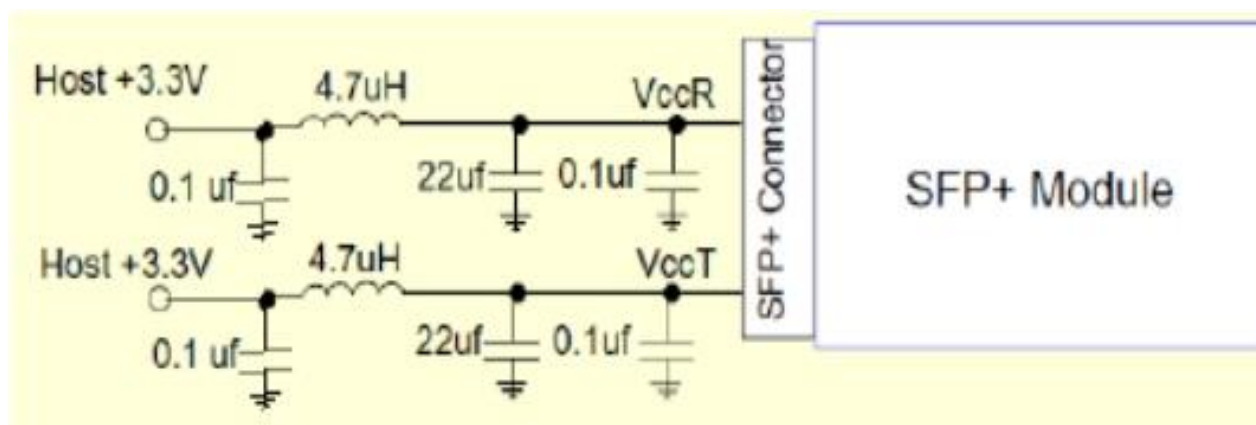 Host +3.3V
4.7uH
VccR
0.1 uf
22uf
0.1uf
Host +3.3V
4.7uH
VccT
0.1 uf
22uf
0.1uf
SFP+ Connector
SFP+ Module